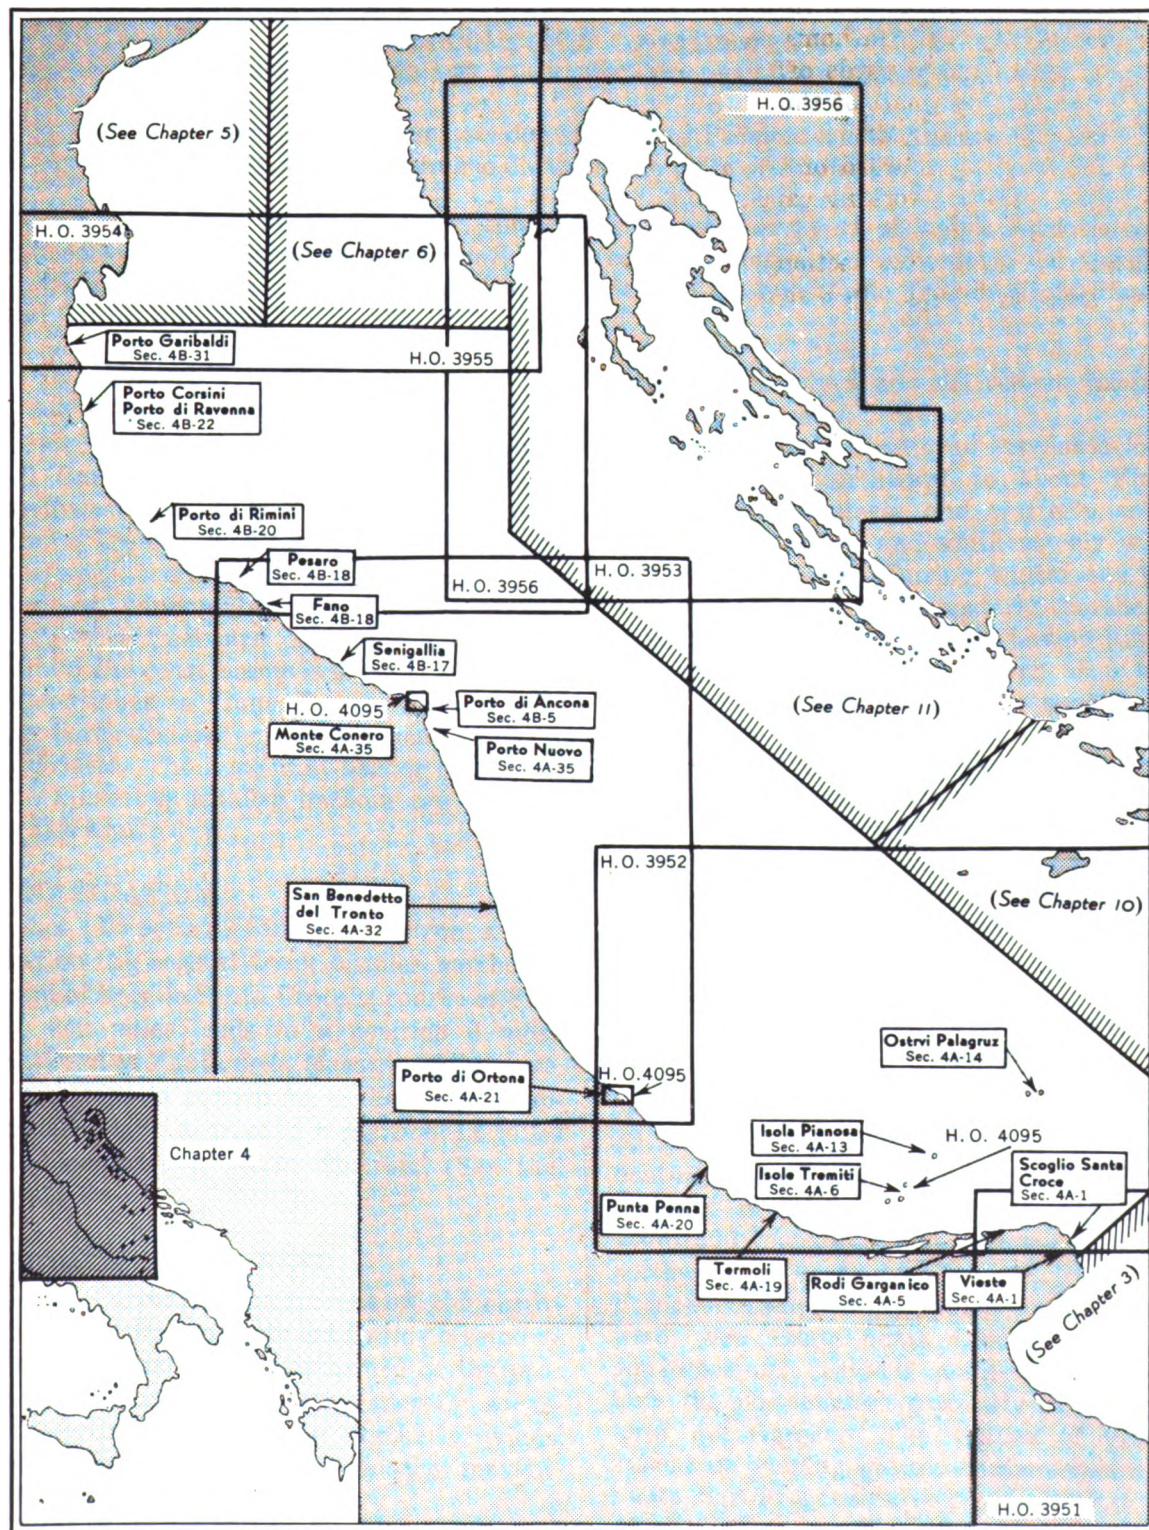 H.O. 3956
(See Chapter 5)
H.O. 3954
(See Chapter 6)
Porto Garibaldi
Sec. 4B-31
H.O. 3955
Porto Corsini
Porto di Ravenna
Sec. 4B-22
Porto di Rimini
Sec. 4B-20
Pesaro
Sec. 4B-18
H.O. 3956
H.O. 3953
Fano
Sec. 4B-18
Senigallia
Sec. 4B-17
H.O. 4095
Porto di Ancona
Sec. 4B-5
Monte Conero
Sec. 4A-35
Porto Nuovo
Sec. 4A-35
(See Chapter 11)
H.O. 3952
San Benedetto
del Tronto
Sec. 4A-32
(See Chapter 10)
Ostrvi Palagruz
Sec. 4A-14
Porto di Ortona
Sec. 4A-21
H.O. 4095
Isola Pianosa
Sec. 4A-13
H.O. 4095
Chapter 4
Isole Tremiti
Sec. 4A-6
Scoglio Santa
Croce
Sec. 4A-1
Punta Penna
Sec. 4A-20
Termoli
Sec. 4A-19
Rodi Garganico
Sec. 4A-5
Vieste
Sec. 4A-1
(See Chapter 3)
H.O. 3951